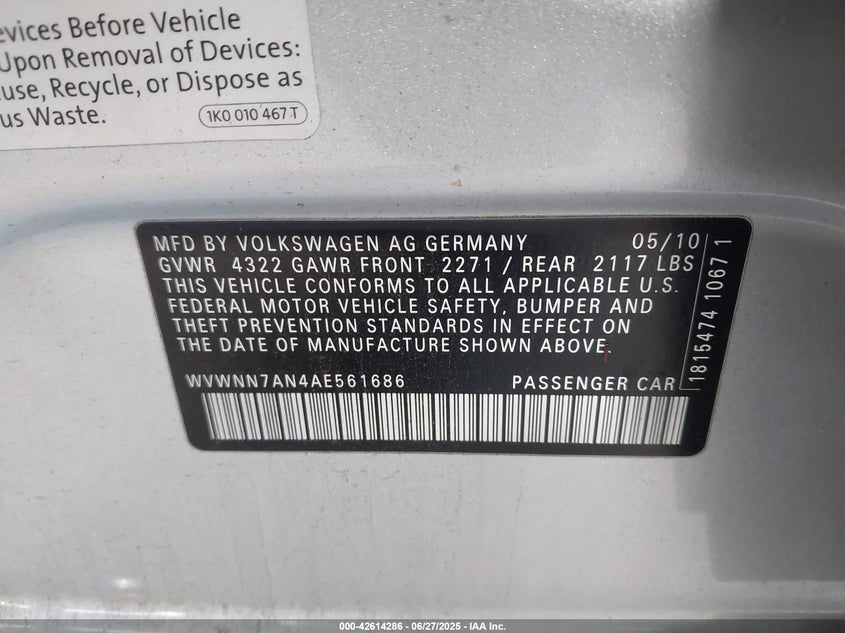 evices Before Vehicle
Upon Removal of Devices:
use, Recycle, or Dispose as
us Waste.
1K0 010 467 T
MFD BY VOLKSWAGEN AG GERMANY 05/10
GVWR 4322 GAWR FRONT 2271 / REAR 2117 LBS
THIS VEHICLE CONFORMS TO ALL APPLICABLE U.S.
FEDERAL MOTOR VEHICLE SAFETY, BUMPER AND
THEFT PREVENTION STANDARDS IN EFFECT ON
THE DATE OF MANUFACTURE SHOWN ABOVE.
WVWNN7AN4AE561686 PASSENGER CAR
1815474 10671
000-42614286 - 06/27/2025 - IAA Inc.